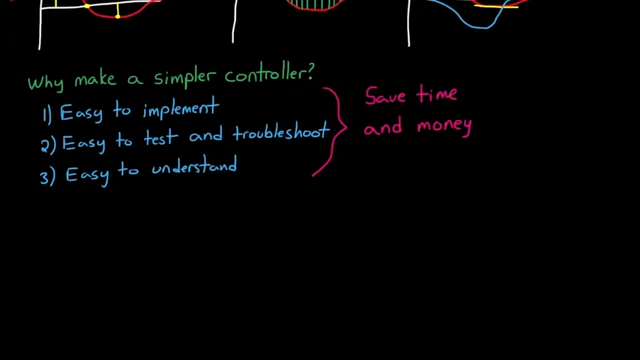 Why make a simpler controller?
1) Easy to implement
2) Easy to test and troubleshoot
3) Easy to understand
Save time
and money